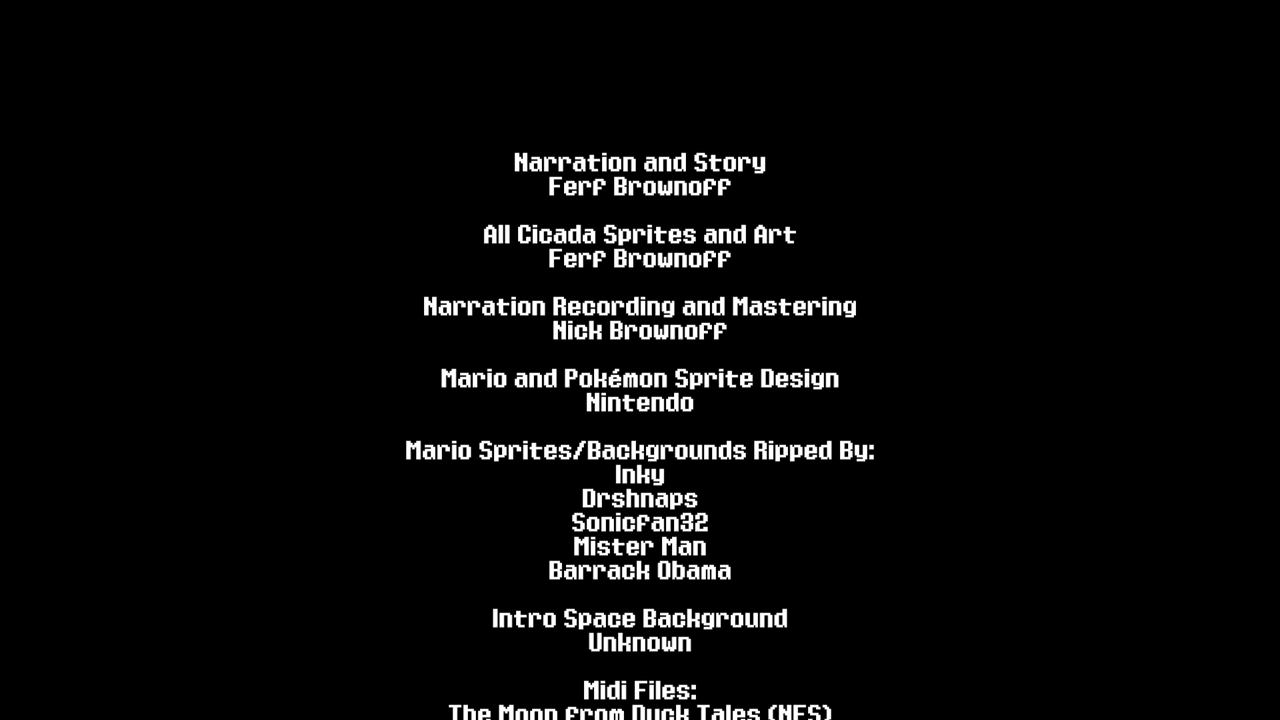 Narration and Story
Ferf Brownoff
All Cicada Sprites and Art
Ferf Brownoff
Narration Recording and Mastering
Nick Brownoff
Mario and Pokémon Sprite Design
Nintendo
Mario Sprites/Backgrounds Ripped By:
Inky
Drshnaps
Sonicfan32
Mister Man
Barrack Obama
Intro Space Background
Unknown
Midi Files:
The Moon from Duck Tales (NES)